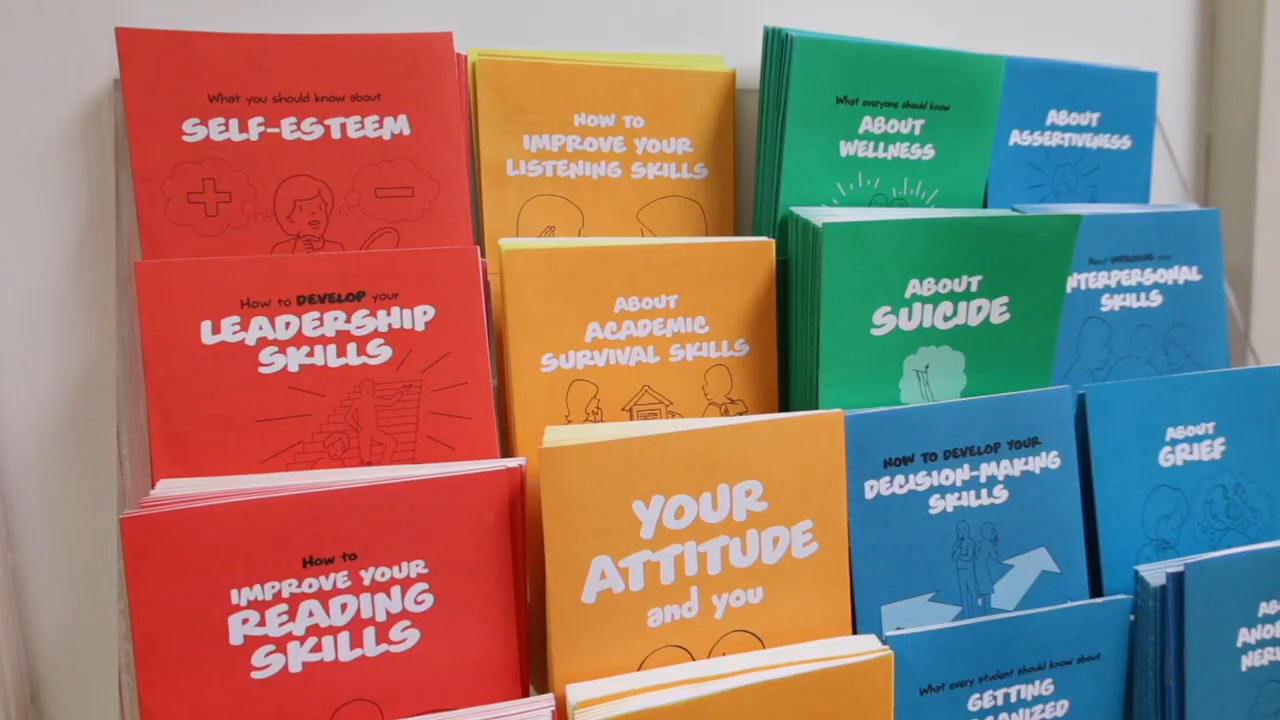 What you should know about
SELF-ESTEEM
HOW TO
IMPROVE YOUR
LISTENING SKILLS
What everyone should know
ABOUT
WELLNESS
ABOUT
ASSERTIVENESS
How to DEVELOP your
LEADERSHIP
SKILLS
ABOUT
ACADEMIC
SURVIVAL SKILLS
ABOUT
SUICIDE
About IMPROVING your
INTERPERSONAL
SKILLS
How to
IMPROVE YOUR
READING
SKILLS
YOUR
ATTITUDE
and you
HOW TO DEVELOP YOUR
DECISION-MAKING
SKILLS
ABOUT
GRIEF
What every student should know about
GETTING